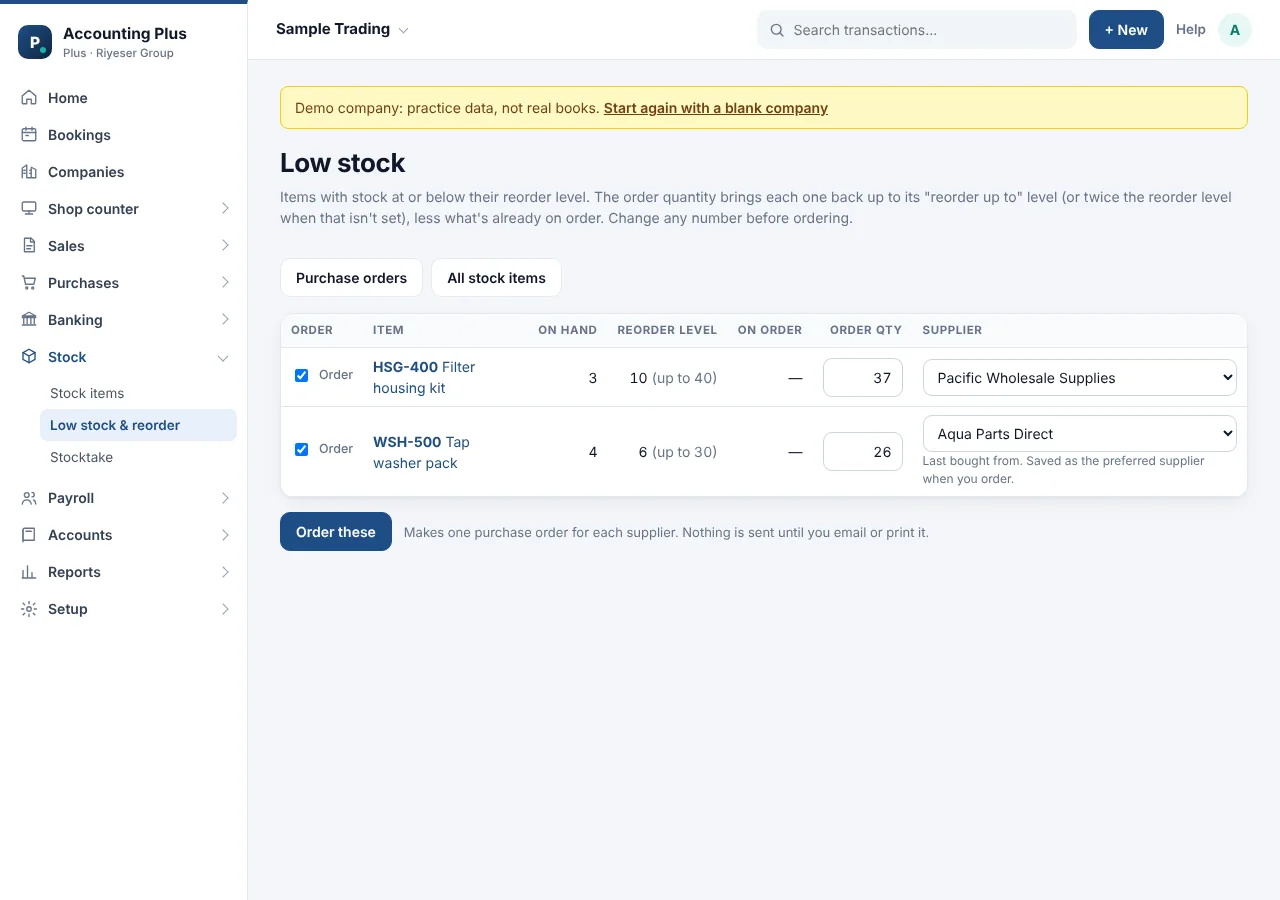 P
Accounting Plus
Plus · Riyeser Group
Sample Trading
Search transactions...
+ New
Help
A
Home
Bookings
Companies
Shop counter
Sales
Purchases
Banking
Stock
Stock items
Low stock & reorder
Stocktake
Payroll
Accounts
Reports
Setup
Demo company: practice data, not real books. Start again with a blank company
Low stock
Items with stock at or below their reorder level. The order quantity brings each one back up to its "reorder up to" level (or twice the reorder level
when that isn't set), less what's already on order. Change any number before ordering.
Purchase orders
All stock items
ORDER ITEM ON HAND REORDER LEVEL ON ORDER ORDER QTY SUPPLIER
Order HSG-400 Filter
housing kit 3 10 (up to 40) — 37 Pacific Wholesale Supplies
Order WSH-500 Tap
washer pack 4 6 (up to 30) — 26 Aqua Parts Direct
Last bought from. Saved as the preferred supplier
when you order.
Order these
Makes one purchase order for each supplier. Nothing is sent until you email or print it.